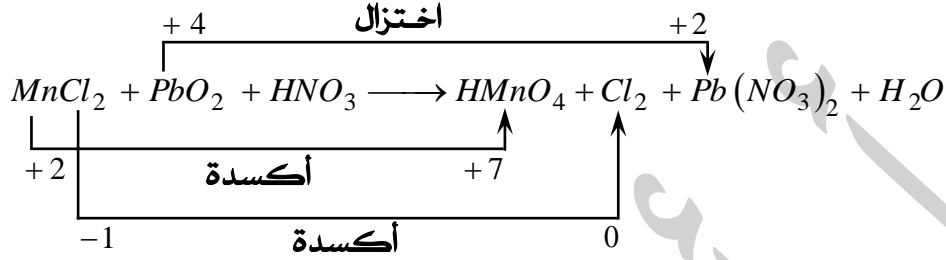 + 4 اختزال +2
MnCl₂ + PbO₂ + HNO₃ ⟶ HMnO₄ + Cl₂ + Pb(NO₃)₂ + H₂O
+ 2 أكسدة + 7
−1 أكسدة 0